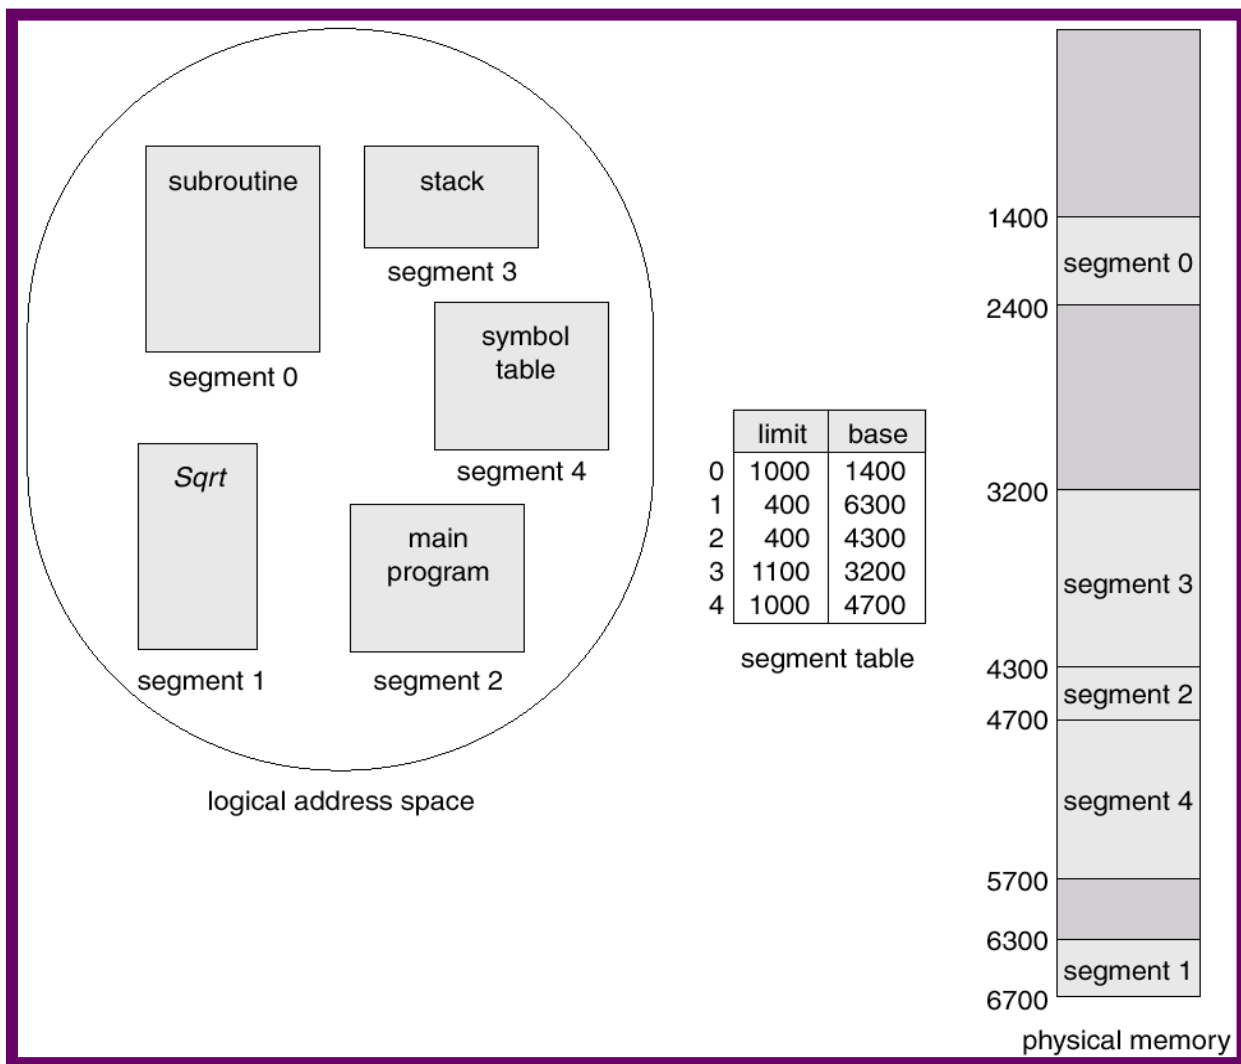 subroutine
segment 0
stack
segment 3
symbol
table
segment 4
Sqrt
segment 1
main
program
segment 2
logical address space
limit base
0 1000 1400
1 400 6300
2 400 4300
3 1100 3200
4 1000 4700
segment table
1400
segment 0
2400
3200
segment 3
4300
segment 2
4700
segment 4
5700
6300
segment 1
6700
physical memory